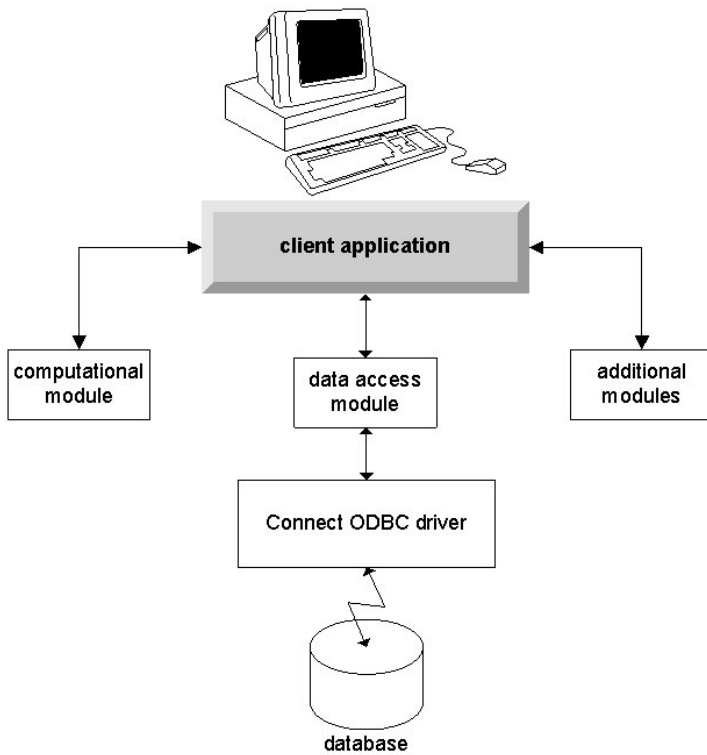 client application
computational
module
data access
module
additional
modules
Connect ODBC driver
database